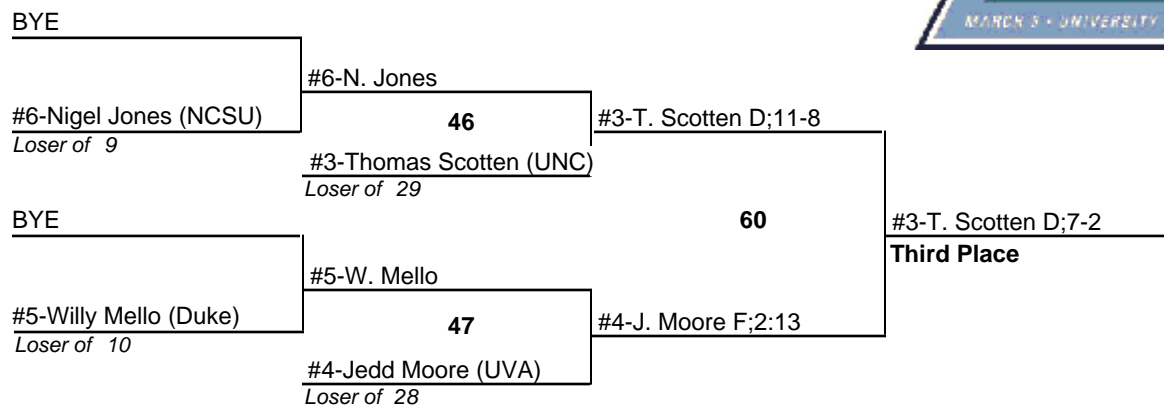 BYE
MARCH 5 • UNIVERSITY
#6-N. Jones
#6-Nigel Jones (NCSU)
46
#3-T. Scotten D;11-8
Loser of 9
#3-Thomas Scotten (UNC)
Loser of 29
BYE
60
#3-T. Scotten D;7-2
Third Place
#5-W. Mello
#5-Willy Mello (Duke)
47
#4-J. Moore F;2:13
Loser of 10
#4-Jedd Moore (UVA)
Loser of 28